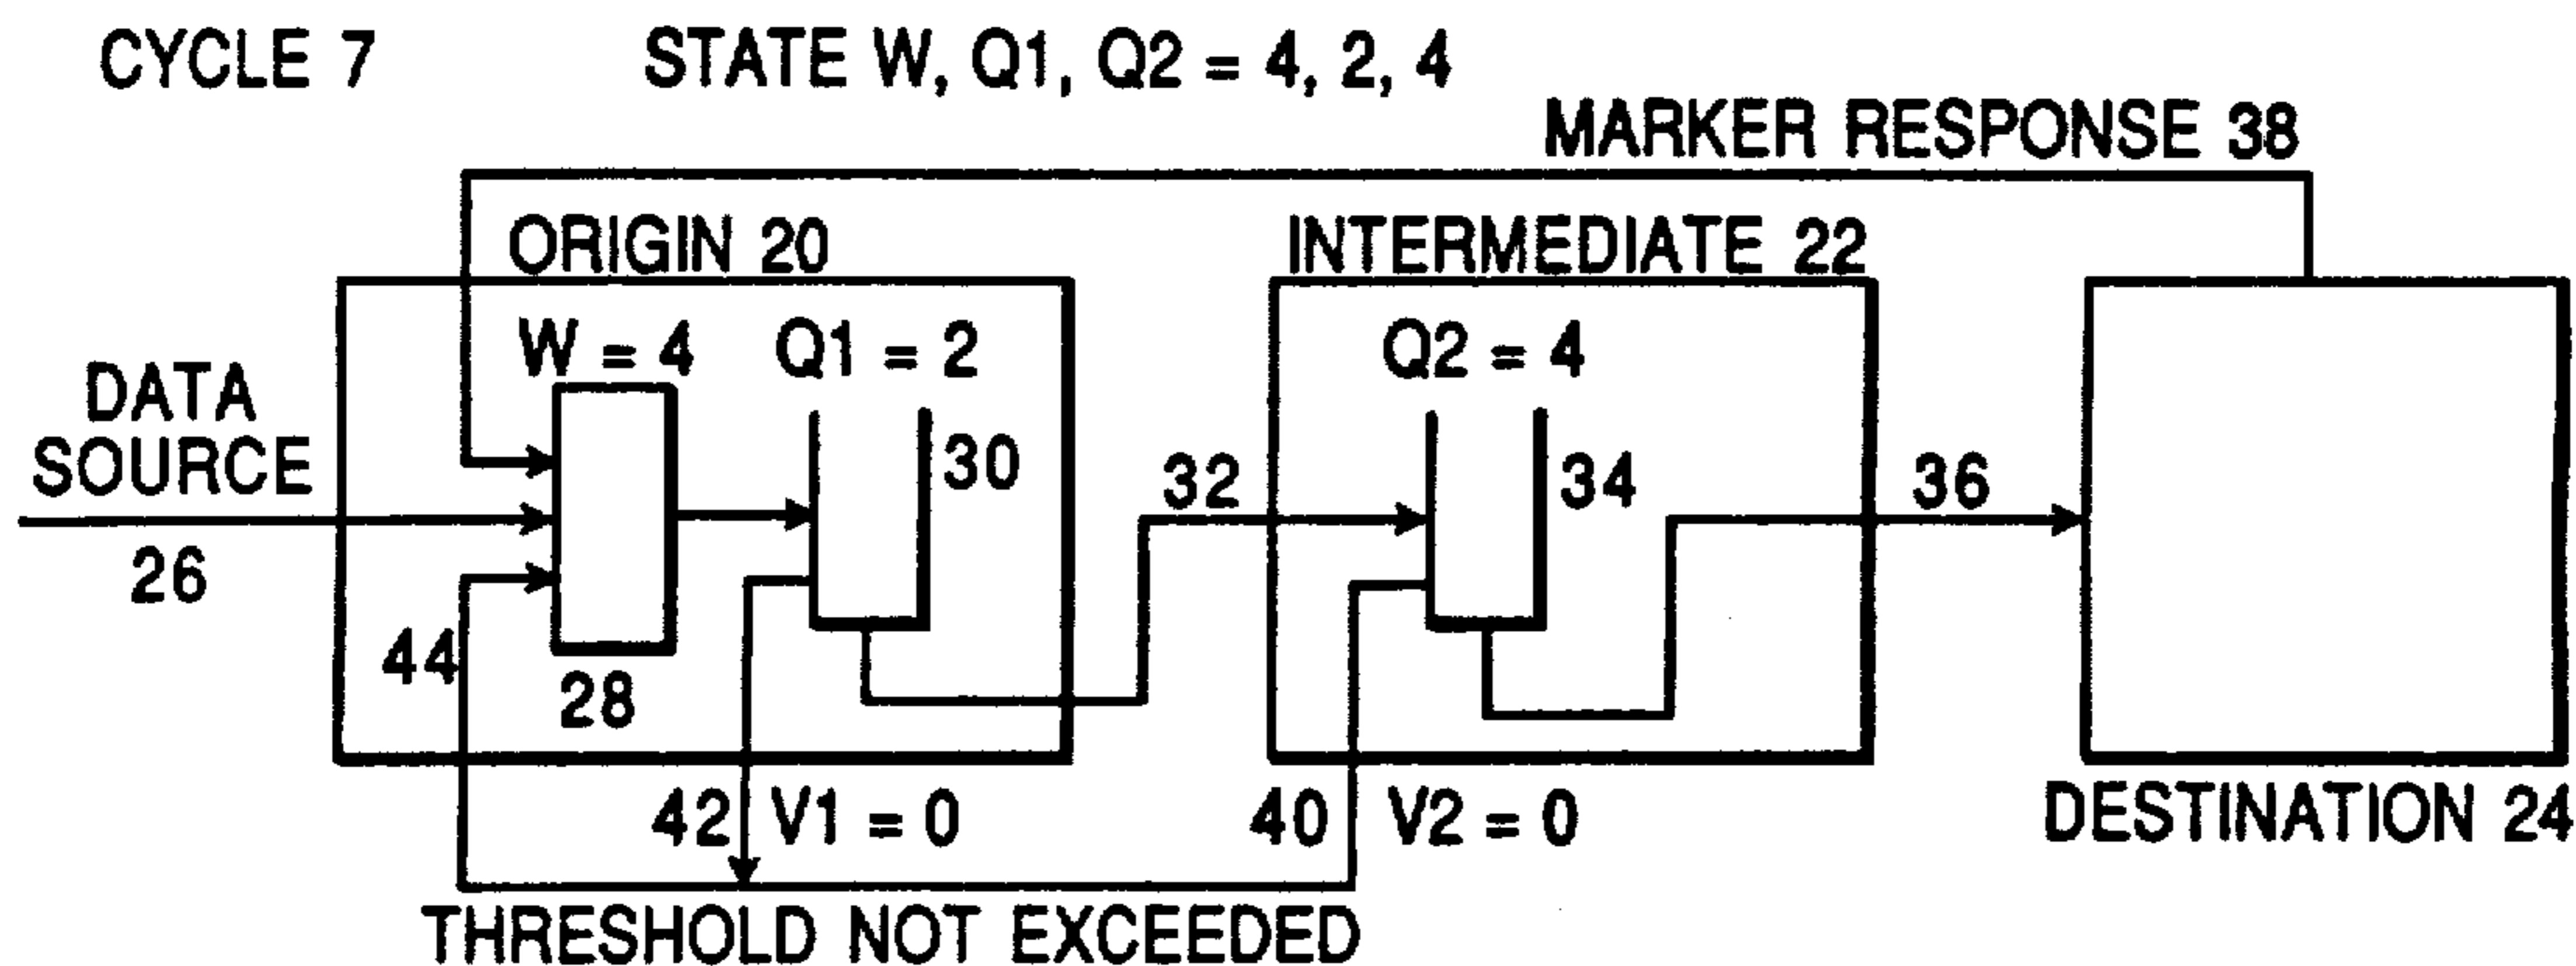 CYCLE 7
STATE W, Q1, Q2 = 4, 2, 4
MARKER RESPONSE 38
ORIGIN 20
INTERMEDIATE 22
W = 4
Q1 = 2
Q2 = 4
DATA
SOURCE
30
32
34
36
26
44
28
42
V1 = 0
40
V2 = 0
DESTINATION 24
THRESHOLD NOT EXCEEDED